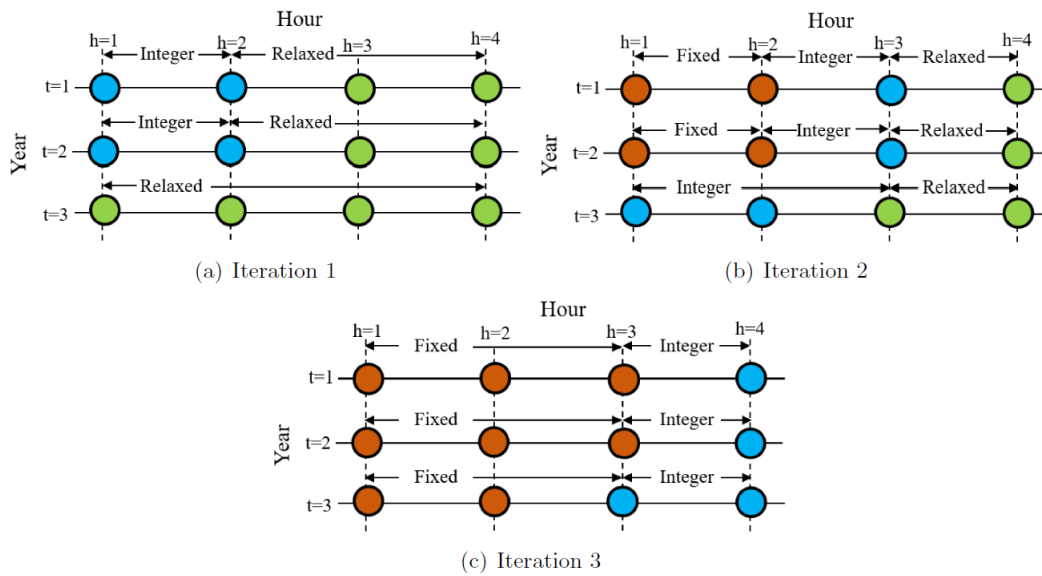 Hour
h=1 h=2 h=3 h=4
Integer Relaxed
t=1
Integer Relaxed
Year
t=2
Relaxed
t=3
(a) Iteration 1
Hour
h=1 h=2 h=3 h=4
Fixed Integer Relaxed
t=1
Fixed Integer Relaxed
Year
t=2
Integer Relaxed
t=3
(b) Iteration 2
Hour
h=1 h=2 h=3 h=4
Fixed Integer
t=1
Fixed Integer
Year
t=2
Fixed Integer
t=3
(c) Iteration 3